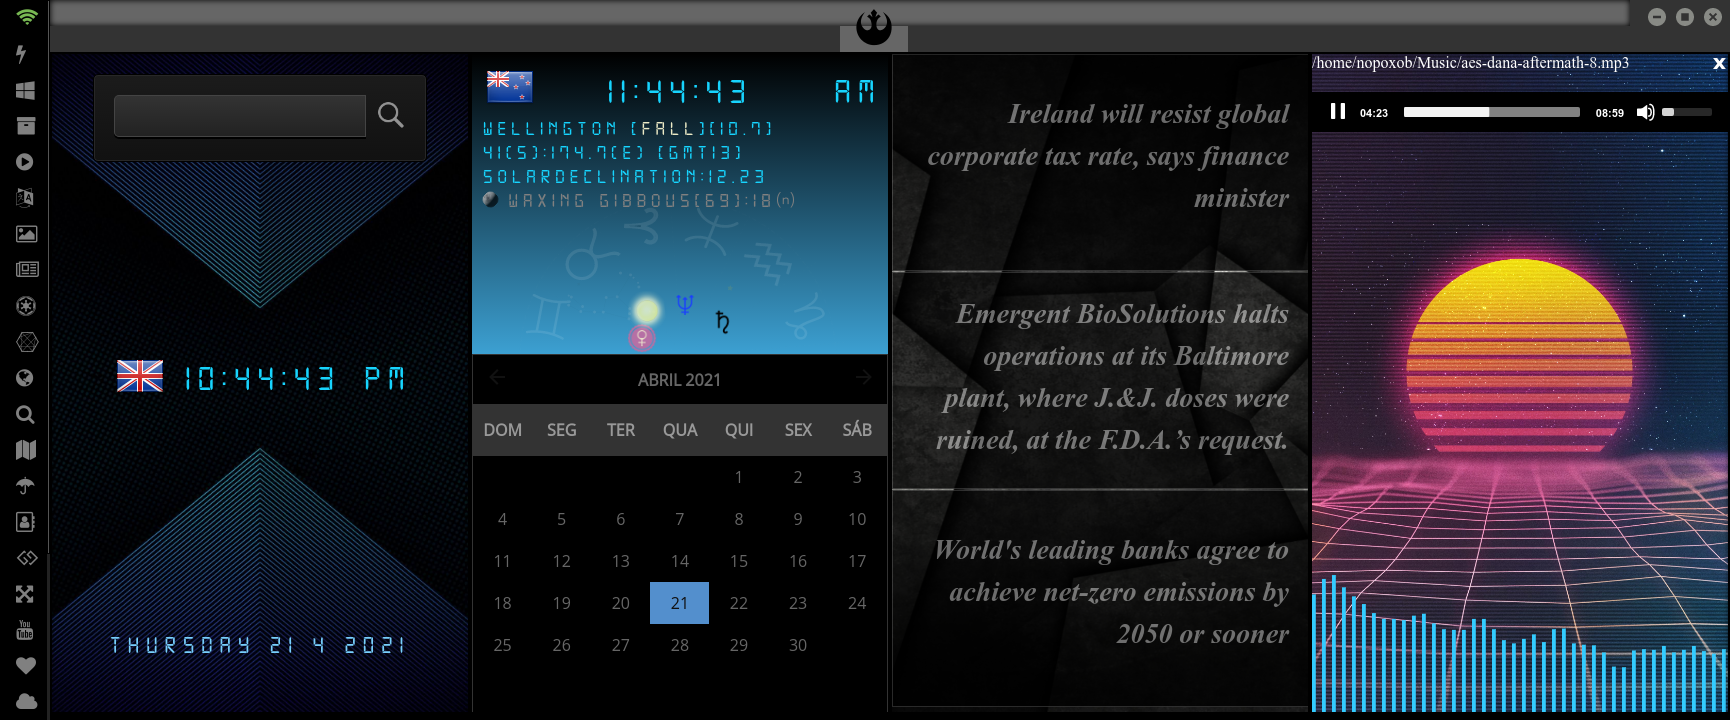 10:44:43 PM
THURSDAY 21 4 2021
11:44:43 AM
WELLINGTON [FALL][10.7]
41(S):174.7(E) [GMT13]
SOLARDECLINATION:12.23
WAXING GIBBOUS[69]:18(n)
ABRIL 2021
DOM SEG TER QUA QUI SEX SÁB
1 2 3
4 5 6 7 8 9 10
11 12 13 14 15 16 17
18 19 20 21 22 23 24
25 26 27 28 29 30
Ireland will resist global
corporate tax rate, says finance
minister
Emergent BioSolutions halts
operations at its Baltimore
plant, where J.&J. doses were
ruined, at the F.D.A.’s request.
World's leading banks agree to
achieve net-zero emissions by
2050 or sooner
/home/nopoxob/Music/aes-dana-aftermath-8.mp3 x
04:23 08:59
You
Tube